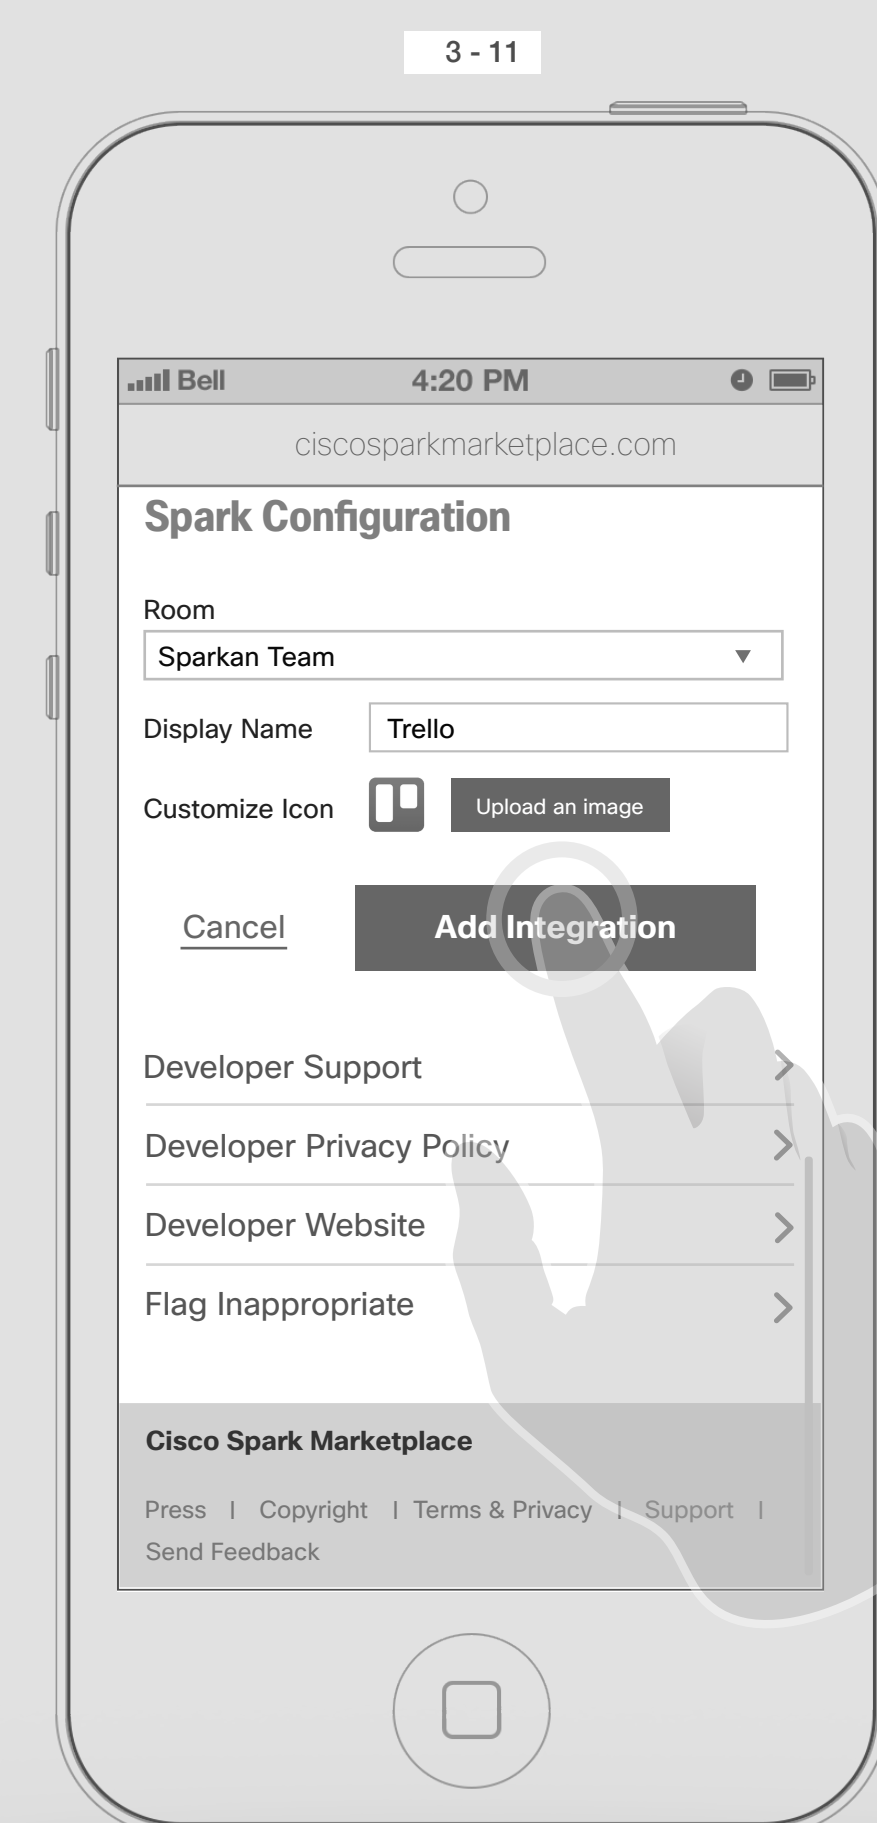 3 - 11
Bell 4:20 PM
ciscosparkmarketplace.com
Spark Configuration
Room
Sparkan Team
Display Name Trello
Customize Icon Upload an image
Cancel Add Integration
Developer Support
Developer Privacy Policy
Developer Website
Flag Inappropriate
Cisco Spark Marketplace
Press | Copyright | Terms & Privacy | Support |
Send Feedback